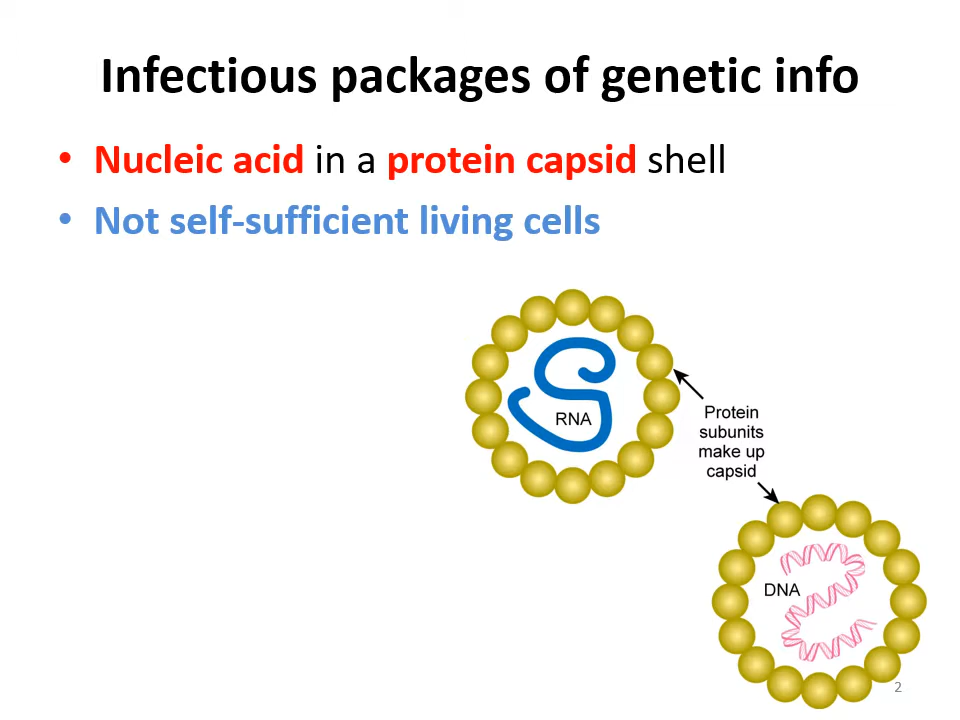 Infectious packages of genetic info
• Nucleic acid in a protein capsid shell
• Not self-sufficient living cells
RNA
Protein
subunits
make up
capsid
DNA
2